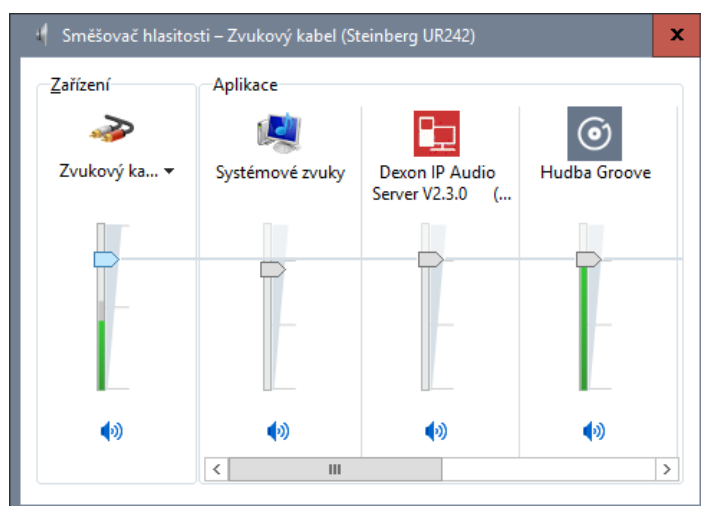 Směšovač hlasitosti – Zvukový kabel (Steinberg UR242)
Zařízení
Aplikace
Zvukový ka...
Systémové zvuky
Dexon IP Audio
Server V2.3.0 (...
Hudba Groove